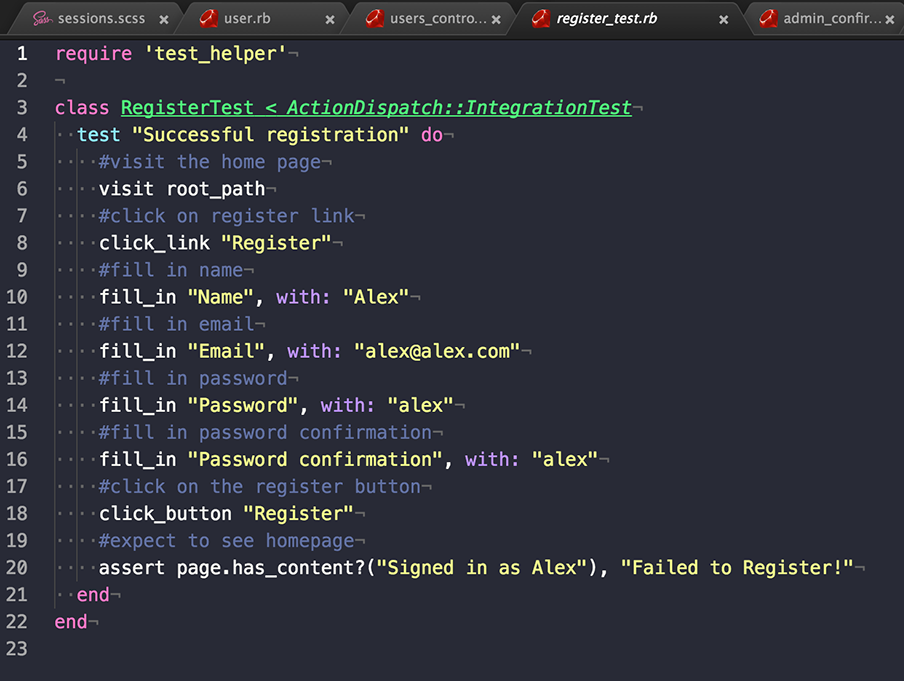 sessions.scss × user.rb × users_contro... × register_test.rb × admin_confir... ×
1 require 'test_helper'¬
2 ¬
3 class RegisterTest < ActionDispatch::IntegrationTest¬
4 ··test "Successful registration" do¬
5 ····#visit the home page¬
6 ····visit root_path¬
7 ····#click on register link¬
8 ····click_link "Register"¬
9 ····#fill in name¬
10 ····fill_in "Name", with: "Alex"¬
11 ····#fill in email¬
12 ····fill_in "Email", with: "alex@alex.com"¬
13 ····#fill in password¬
14 ····fill_in "Password", with: "alex"¬
15 ····#fill in password confirmation¬
16 ····fill_in "Password confirmation", with: "alex"¬
17 ····#click on the register button¬
18 ····click_button "Register"¬
19 ····#expect to see homepage¬
20 ····assert page.has_content?("Signed in as Alex"), "Failed to Register!"¬
21 ··end¬
22 end¬
23